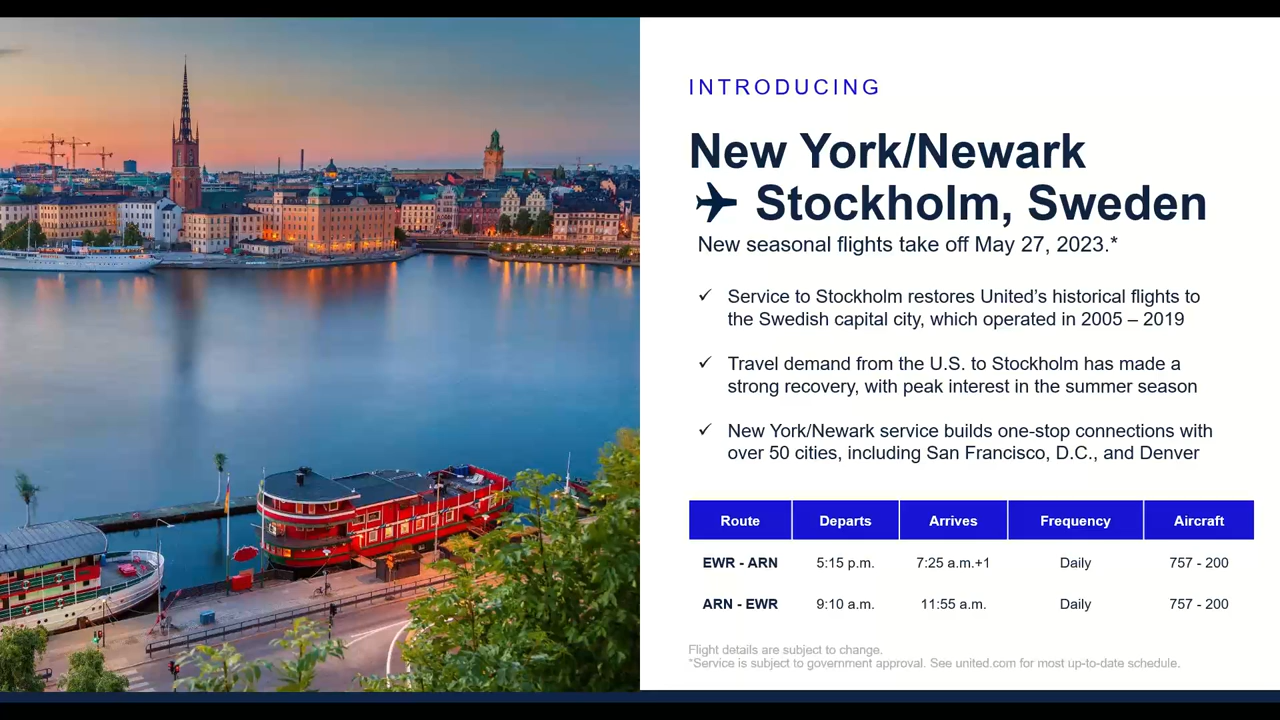 INTRODUCING
New York/Newark
Stockholm, Sweden
New seasonal flights take off May 27, 2023.*
✓ Service to Stockholm restores United’s historical flights to
the Swedish capital city, which operated in 2005 – 2019
✓ Travel demand from the U.S. to Stockholm has made a
strong recovery, with peak interest in the summer season
✓ New York/Newark service builds one-stop connections with
over 50 cities, including San Francisco, D.C., and Denver
Route Departs Arrives Frequency Aircraft
EWR - ARN 5:15 p.m. 7:25 a.m.+1 Daily 757 - 200
ARN - EWR 9:10 a.m. 11:55 a.m. Daily 757 - 200
Flight details are subject to change.
*Service is subject to government approval. See united.com for most up-to-date schedule.